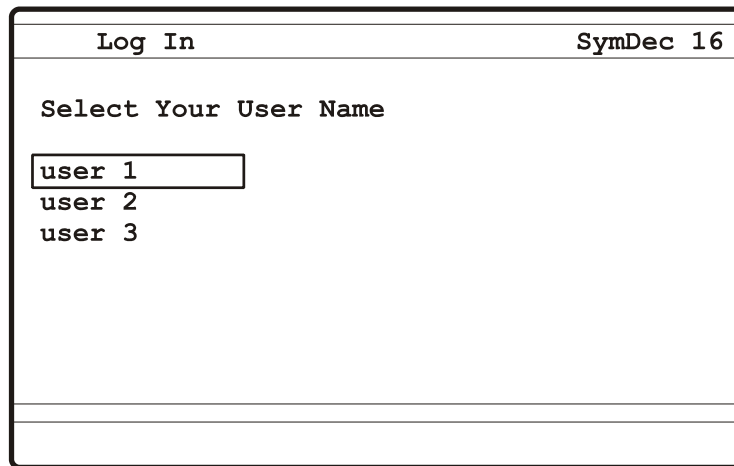 Log In SymDec 16
Select Your User Name
user 1
user 2
user 3